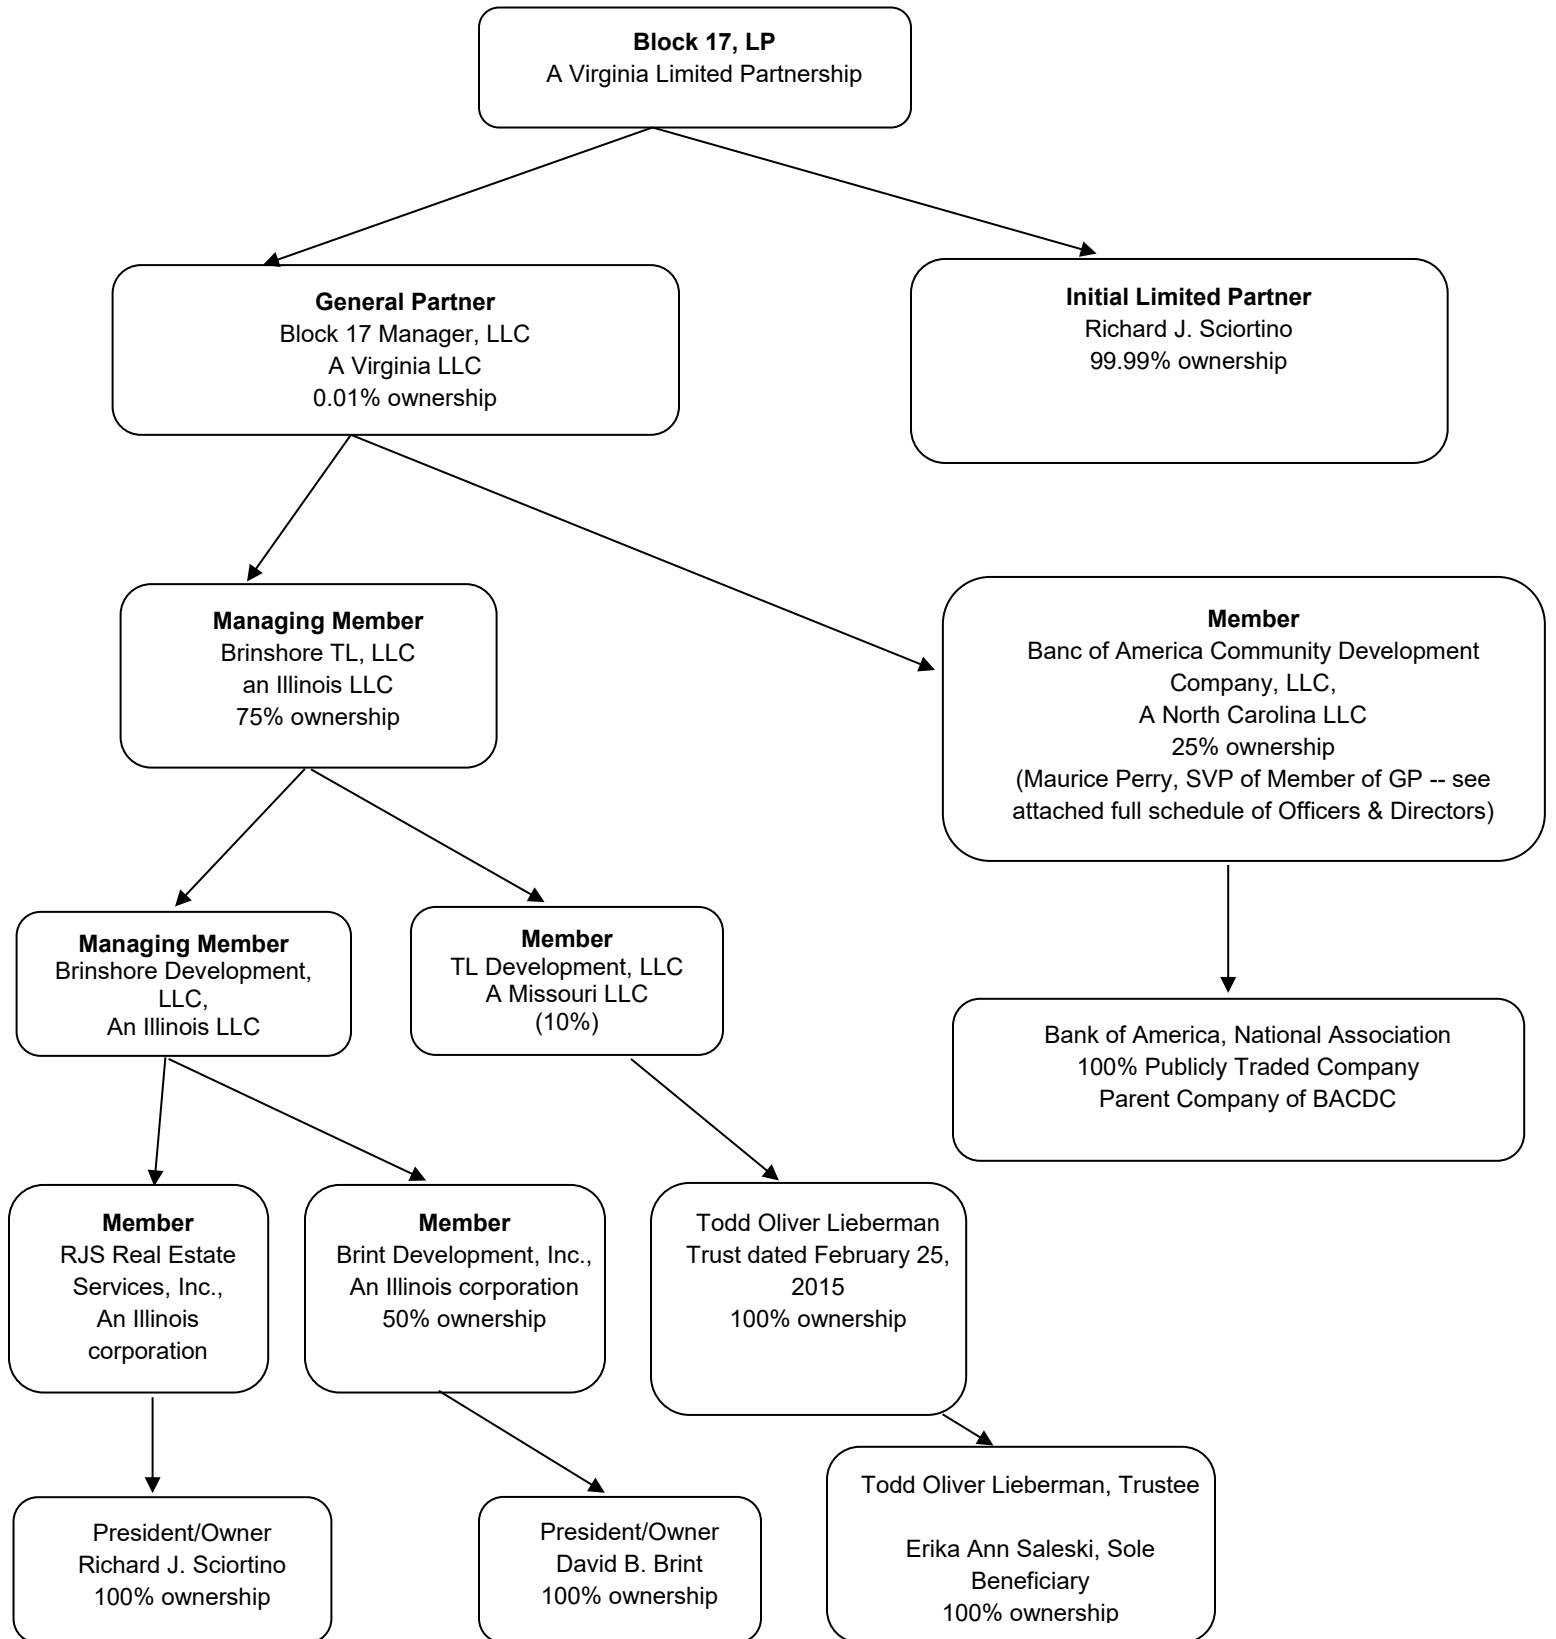 Block 17, LP
A Virginia Limited Partnership
General Partner
Block 17 Manager, LLC
A Virginia LLC
0.01% ownership
Initial Limited Partner
Richard J. Sciortino
99.99% ownership
Managing Member
Brinshore TL, LLC
an Illinois LLC
75% ownership
Member
Banc of America Community Development
Company, LLC,
A North Carolina LLC
25% ownership
(Maurice Perry, SVP of Member of GP -- see
attached full schedule of Officers & Directors)
Managing Member
Brinshore Development,
LLC,
An Illinois LLC
Member
TL Development, LLC
A Missouri LLC
(10%)
Bank of America, National Association
100% Publicly Traded Company
Parent Company of BACDC
Member
RJS Real Estate
Services, Inc.,
An Illinois
corporation
Member
Brint Development, Inc.,
An Illinois corporation
50% ownership
Todd Oliver Lieberman
Trust dated February 25,
2015
100% ownership
President/Owner
Richard J. Sciortino
100% ownership
President/Owner
David B. Brint
100% ownership
Todd Oliver Lieberman, Trustee
Erika Ann Saleski, Sole
Beneficiary
100% ownership